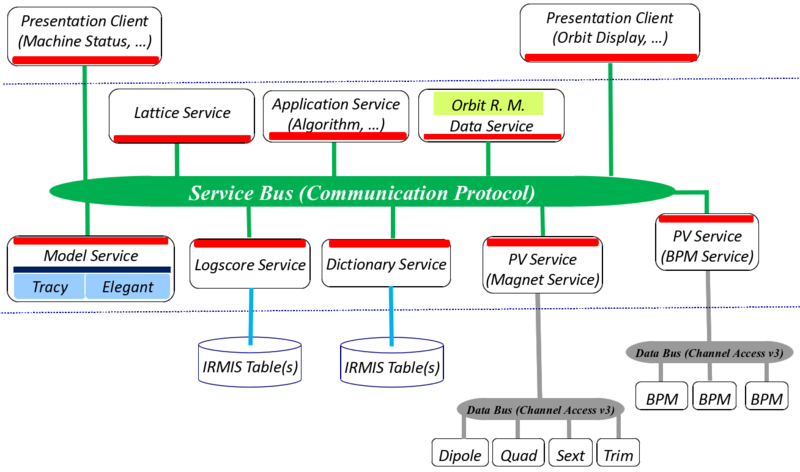 Presentation Client
(Machine Status, ...)
Presentation Client
(Orbit Display, ...)
Lattice Service
Application Service
(Algorithm, ...)
Orbit R. M.
Data Service
Service Bus (Communication Protocol)
Model Service
Tracy
Elegant
Logscore Service
Dictionary Service
PV Service
(Magnet Service)
PV Service
(BPM Service)
IRMIS Table(s)
IRMIS Table(s)
Data Bus (Channel Access v3)
BPM
BPM
BPM
Data Bus (Channel Access v3)
Dipole
Quad
Sext
Trim